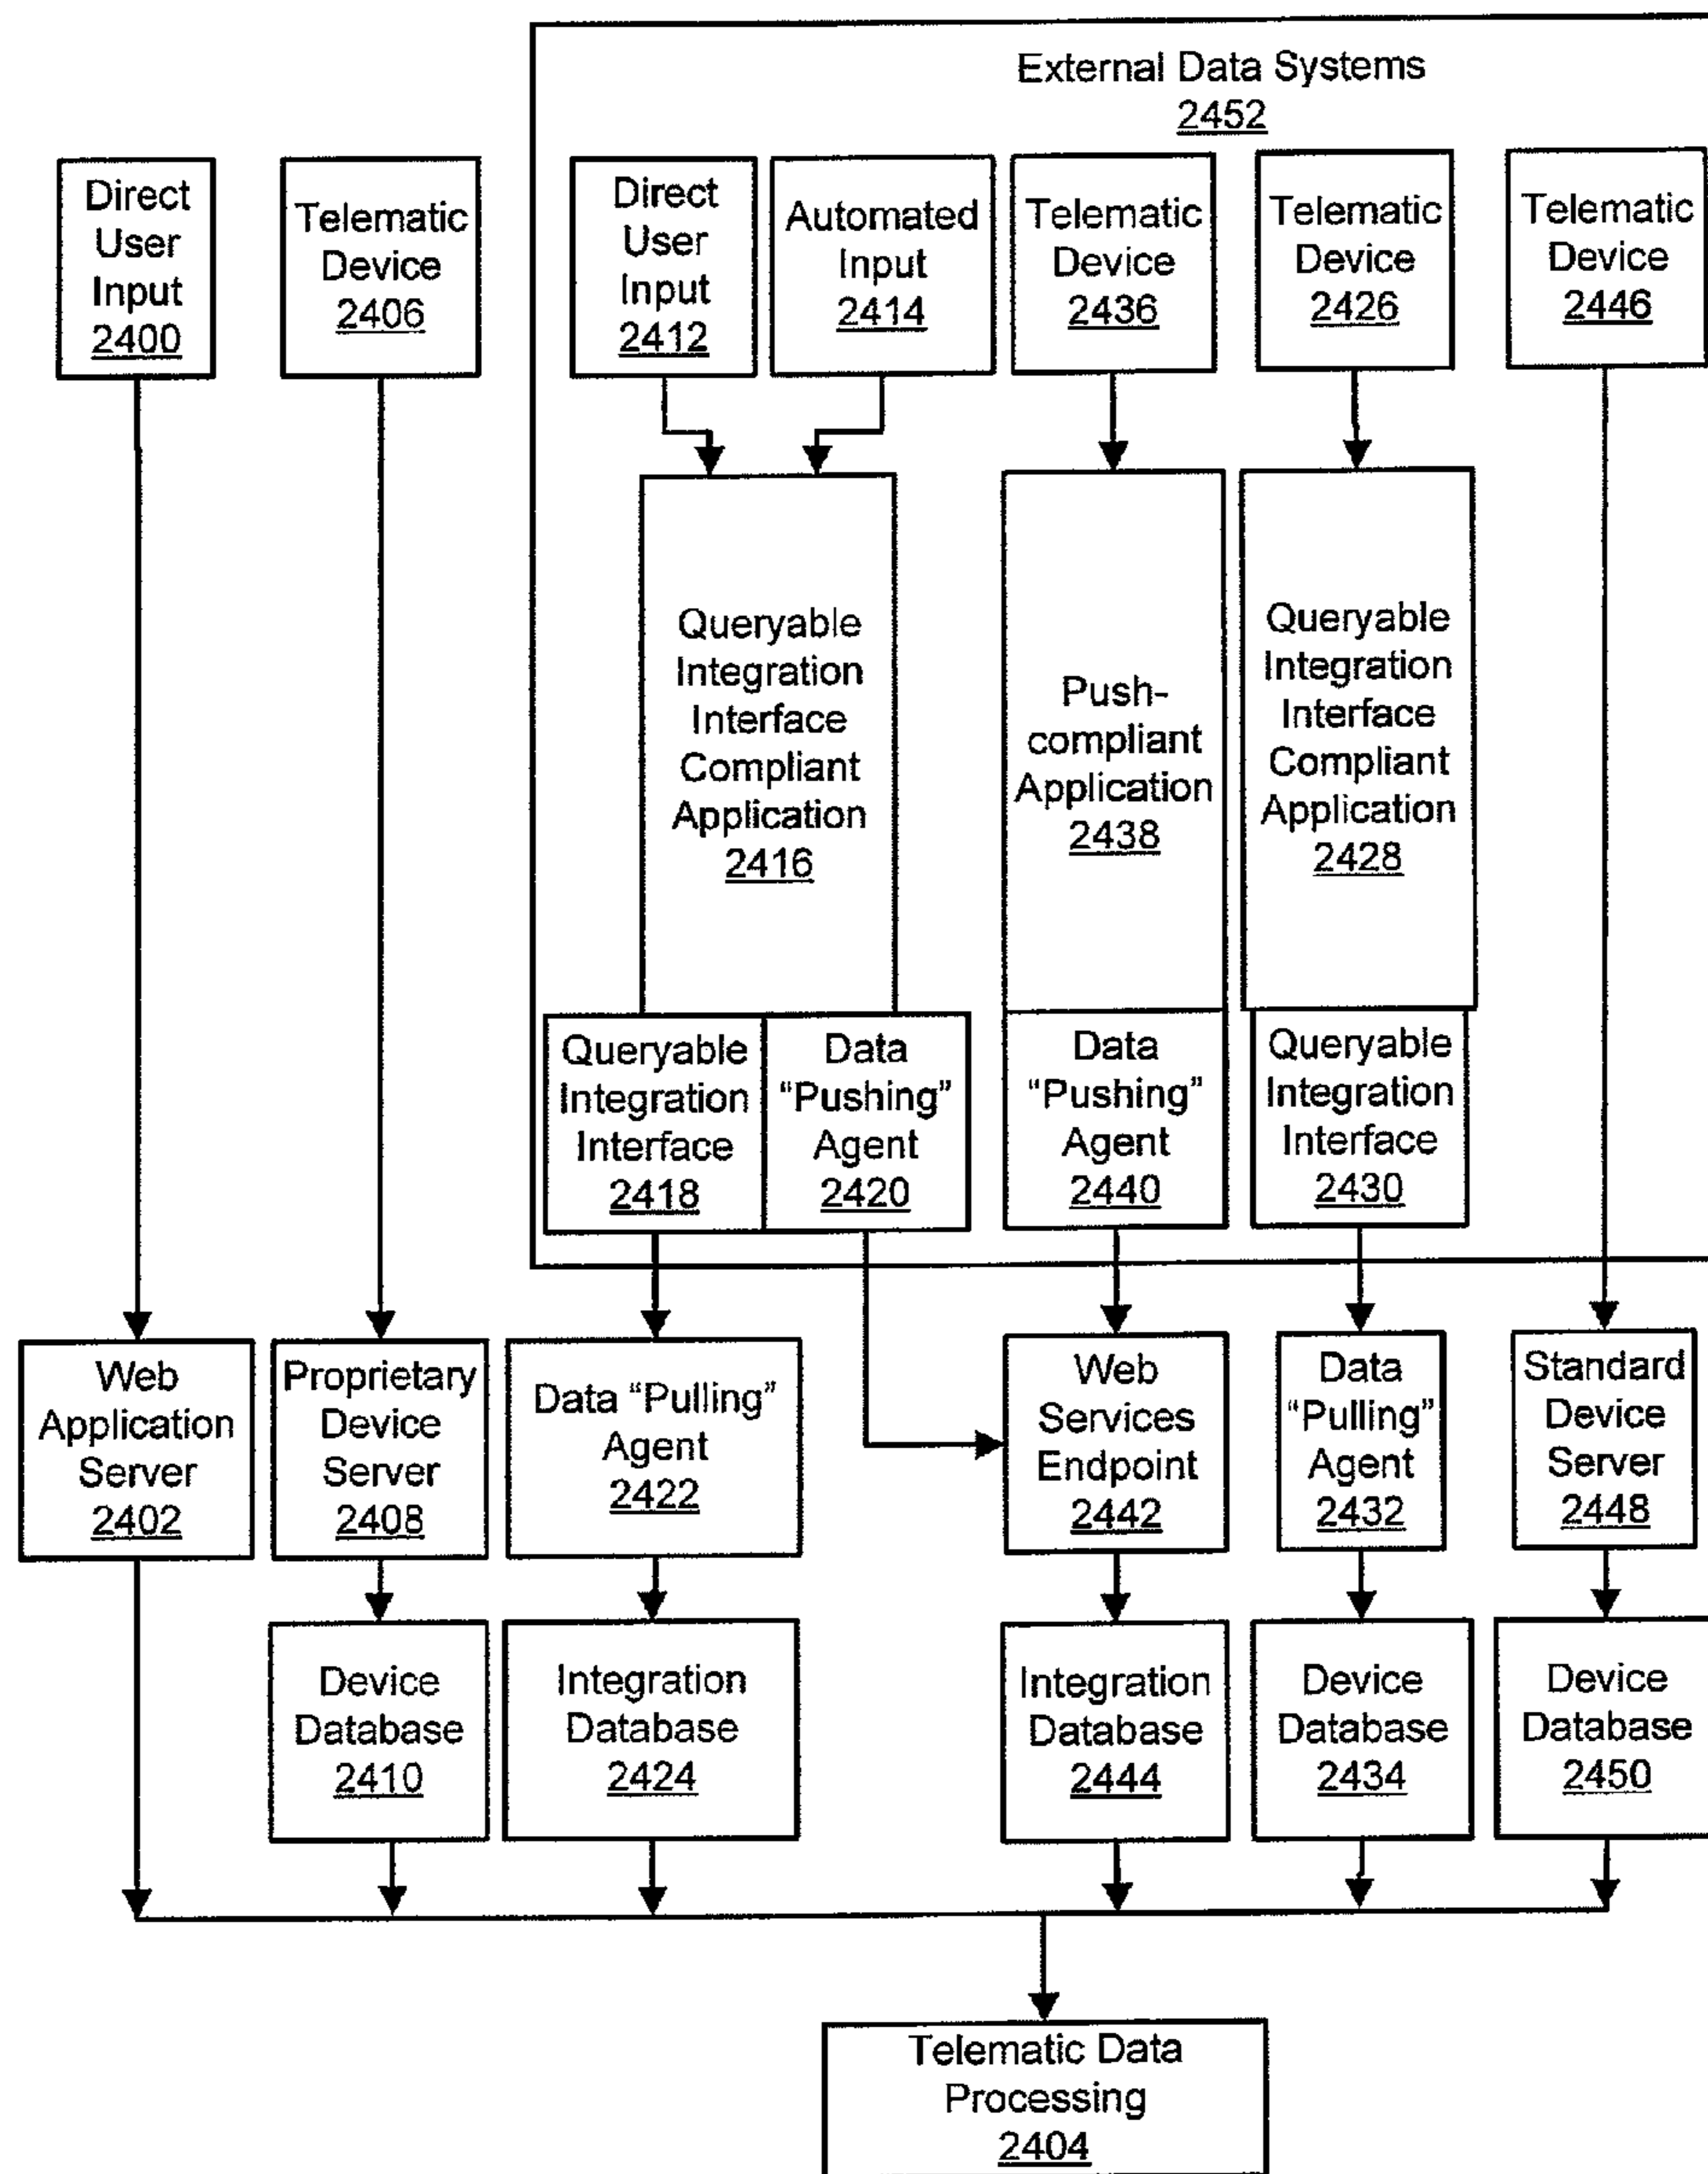 External Data Systems
2452
Direct
User
Input
2400
Telematic
Device
2406
Direct
User
Input
2412
Automated
Input
2414
Telematic
Device
2436
Telematic
Device
2426
Telematic
Device
2446
Queryable
Integration
Interface
Compliant
Application
2416
Push-
compliant
Application
2438
Queryable
Integration
Interface
Compliant
Application
2428
Queryable
Integration
Interface
2418
Data
“Pushing”
Agent
2420
Data
“Pushing”
Agent
2440
Queryable
Integration
Interface
2430
Web
Application
Server
2402
Proprietary
Device
Server
2408
Data “Pulling”
Agent
2422
Web
Services
Endpoint
2442
Data
“Pulling”
Agent
2432
Standard
Device
Server
2448
Device
Database
2410
Integration
Database
2424
Integration
Database
2444
Device
Database
2434
Device
Database
2450
Telematic Data
Processing
2404